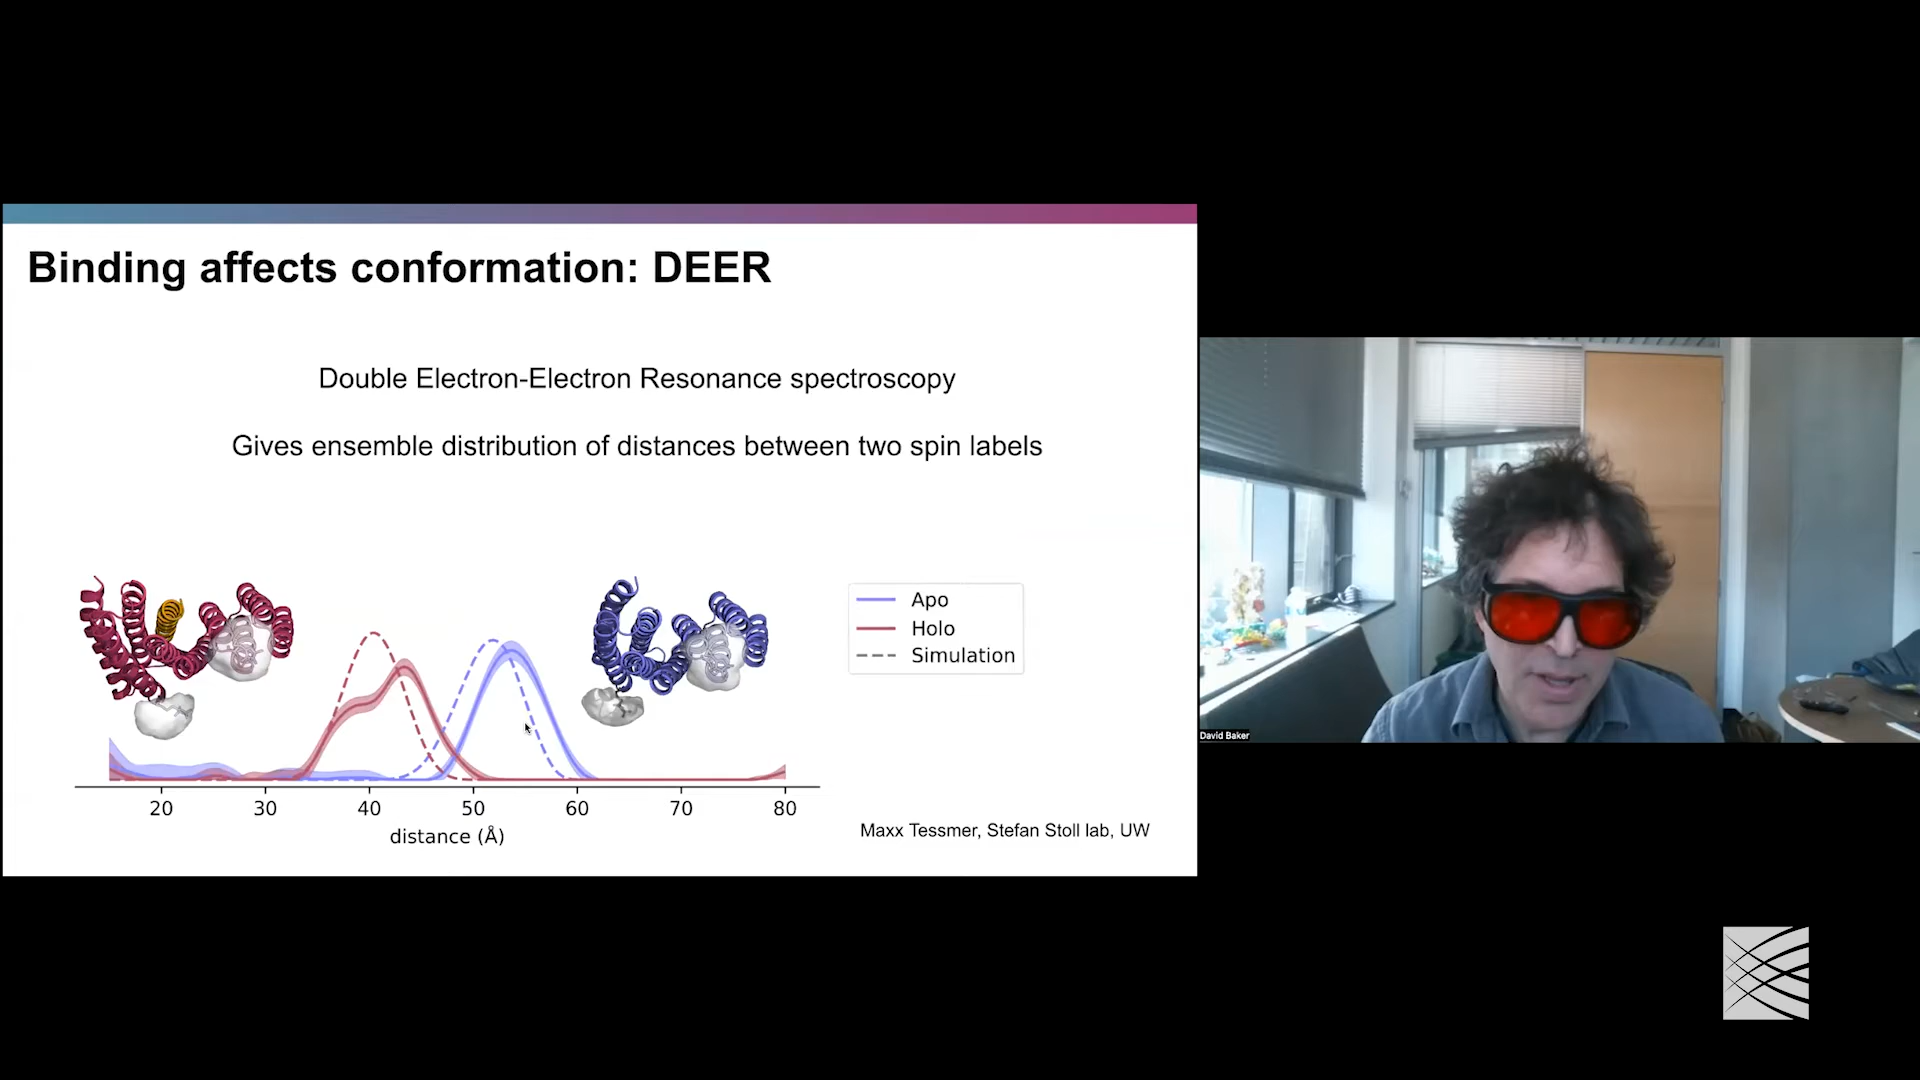 Binding affects conformation: DEER
Double Electron-Electron Resonance spectroscopy
Gives ensemble distribution of distances between two spin labels
Apo
Holo
Simulation
20 30 40 50 60 70 80
distance (Å)
Maxx Tessmer, Stefan Stoll lab, UW
David Baker